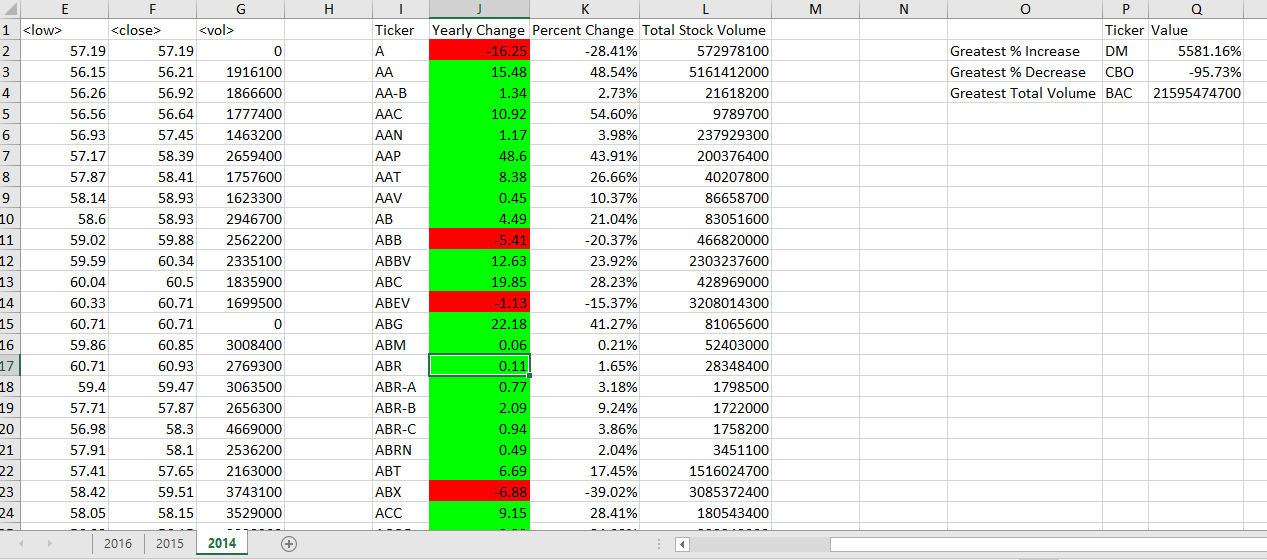 E F G H I J K L M N O P Q
1 <low> <close> <vol> Ticker Yearly Change Percent Change Total Stock Volume Ticker Value
2 57.19 57.19 0 A -16.25 -28.41% 572978100 Greatest % Increase DM 5581.16%
3 56.15 56.21 1916100 AA 15.48 48.54% 5161412000 Greatest % Decrease CBO -95.73%
4 56.26 56.92 1866600 AA-B 1.34 2.73% 21618200 Greatest Total Volume BAC 21595474700
5 56.56 56.64 1777400 AAC 10.92 54.60% 9789700
6 56.93 57.45 1463200 AAN 1.17 3.98% 237929300
7 57.17 58.39 2659400 AAP 48.6 43.91% 200376400
8 57.87 58.41 1757600 AAT 8.38 26.66% 40207800
9 58.14 58.93 1623300 AAV 0.45 10.37% 86658700
10 58.6 58.93 2946700 AB 4.49 21.04% 83051600
11 59.02 59.88 2562200 ABB -5.41 -20.37% 466820000
12 59.59 60.34 2335100 ABBV 12.63 23.92% 2303237600
13 60.04 60.5 1835900 ABC 19.85 28.23% 428969000
14 60.33 60.71 1699500 ABEV -1.13 -15.37% 3208014300
15 60.71 60.71 0 ABG 22.18 41.27% 81065600
16 59.86 60.85 3008400 ABM 0.06 0.21% 52403000
17 60.71 60.93 2769300 ABR 0.11 1.65% 28348400
18 59.4 59.47 3063500 ABR-A 0.77 3.18% 1798500
19 57.71 57.87 2656300 ABR-B 2.09 9.24% 1722000
20 56.98 58.3 4669000 ABR-C 0.94 3.86% 1758200
21 57.91 58.1 2536200 ABRN 0.49 2.04% 3451100
22 57.41 57.65 2163000 ABT 6.69 17.45% 1516024700
23 58.42 59.51 3743100 ABX -6.88 -39.02% 3085372400
24 58.05 58.15 3529000 ACC 9.15 28.41% 180543400
2016 2015 2014